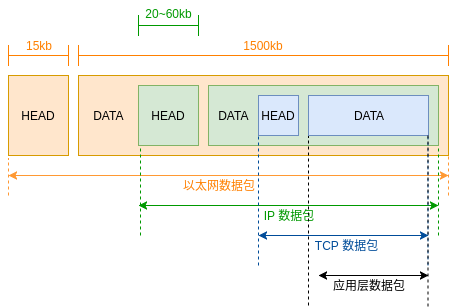 20~60kb
15kb
1500kb
HEAD
DATA
HEAD
DATA
HEAD
DATA
以太网数据包
IP 数据包
TCP 数据包
应用层数据包